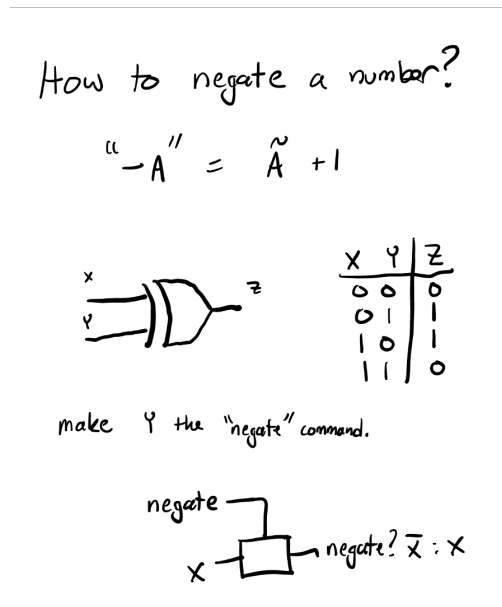 How to negate a number?
"-A" = Ã +1
X
Y
Z
X Y Z
0 0 0
0 1 1
1 0 1
1 1 0
make Y the "negate" command.
negate
X
negate? x̄ : x